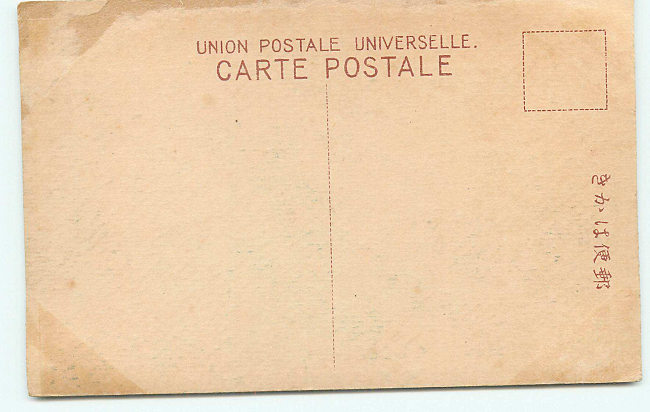 UNION POSTALE UNIVERSELLE.
CARTE POSTALE
郵便はかき